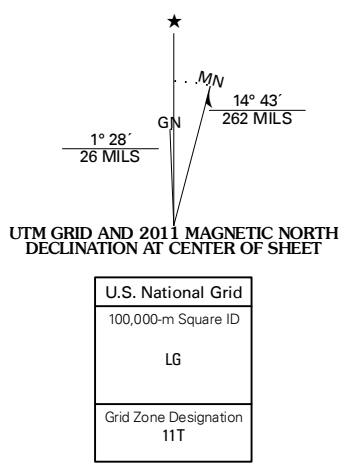 ★
MN
GN
14° 43´
262 MILS
1° 28´
26 MILS
UTM GRID AND 2011 MAGNETIC NORTH
DECLINATION AT CENTER OF SHEET
U.S. National Grid
100,000-m Square ID
LG
Grid Zone Designation
11T